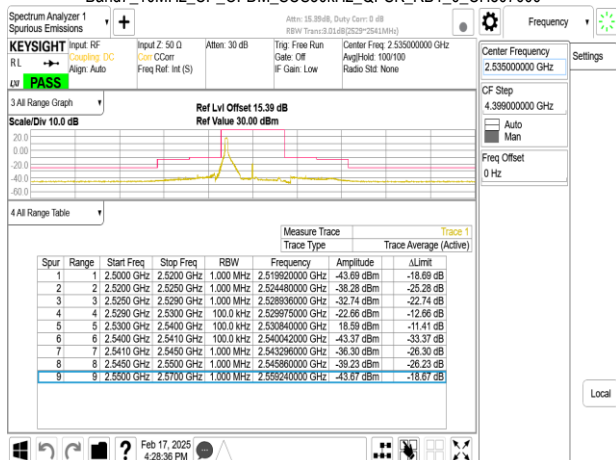 Spectrum Analyzer 1
Spurious Emissions
Attn: 15.39dB, Duty Corr: 0 dB
RBW Trans:3.01dB(2529~2541MHz)
Frequency
KEYSIGHT
RL
PASS
Input: RF
Coupling: DC
Align: Auto
Input Z: 50 Ω
Corr CCorr
Freq Ref: Int (S)
Atten: 30 dB
Trig: Free Run
Gate: Off
IF Gain: Low
Center Freq: 2.535000000 GHz
Avg|Hold: 100/100
Radio Std: None
Center Frequency
2.535000000 GHz
Settings
CF Step
4.399000000 GHz
Auto
Man
Freq Offset
0 Hz
Local
3 All Range Graph
Scale/Div 10.0 dB
Ref Lvl Offset 15.39 dB
Ref Value 30.00 dBm
20.0
0.00
-20.0
-40.0
-60.0
4 All Range Table
Measure Trace Trace 1
Trace Type Trace Average (Active)
Spur Range Start Freq Stop Freq RBW Frequency Amplitude ΔLimit
1 1 2.5000 GHz 2.5200 GHz 1.000 MHz 2.519920000 GHz -43.69 dBm -18.69 dB
2 2 2.5200 GHz 2.5250 GHz 1.000 MHz 2.524480000 GHz -38.28 dBm -25.28 dB
3 3 2.5250 GHz 2.5290 GHz 1.000 MHz 2.528936000 GHz -32.74 dBm -22.74 dB
4 4 2.5290 GHz 2.5300 GHz 100.0 kHz 2.529975000 GHz -22.66 dBm -12.66 dB
5 5 2.5300 GHz 2.5400 GHz 100.0 kHz 2.530840000 GHz 18.59 dBm -11.41 dB
6 6 2.5400 GHz 2.5410 GHz 100.0 kHz 2.540042000 GHz -43.37 dBm -33.37 dB
7 7 2.5410 GHz 2.5450 GHz 1.000 MHz 2.543296000 GHz -36.30 dBm -26.30 dB
8 8 2.5450 GHz 2.5500 GHz 1.000 MHz 2.545860000 GHz -39.23 dBm -26.23 dB
9 9 2.5500 GHz 2.5700 GHz 1.000 MHz 2.559240000 GHz -43.67 dBm -18.67 dB
Feb 17, 2025
4:28:36 PM